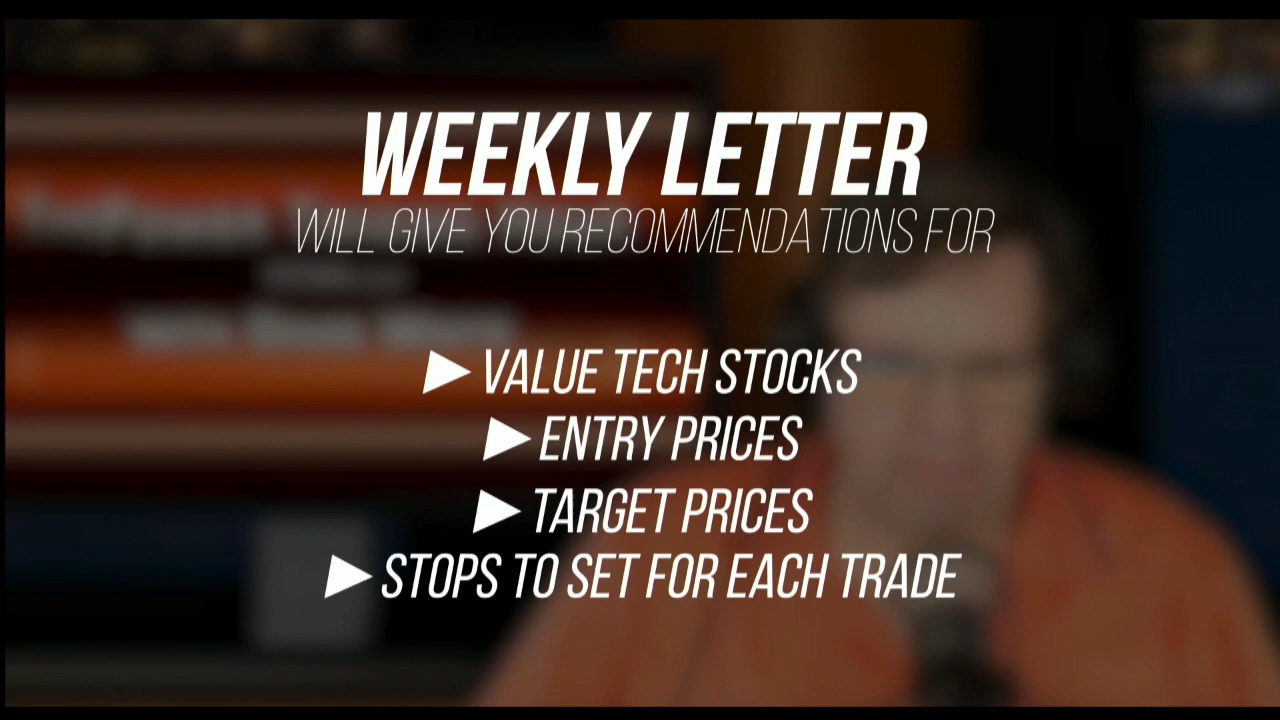 WEEKLY LETTER
WILL GIVE YOU RECOMMENDATIONS FOR
▶ VALUE TECH STOCKS
▶ ENTRY PRICES
▶ TARGET PRICES
▶ STOPS TO SET FOR EACH TRADE